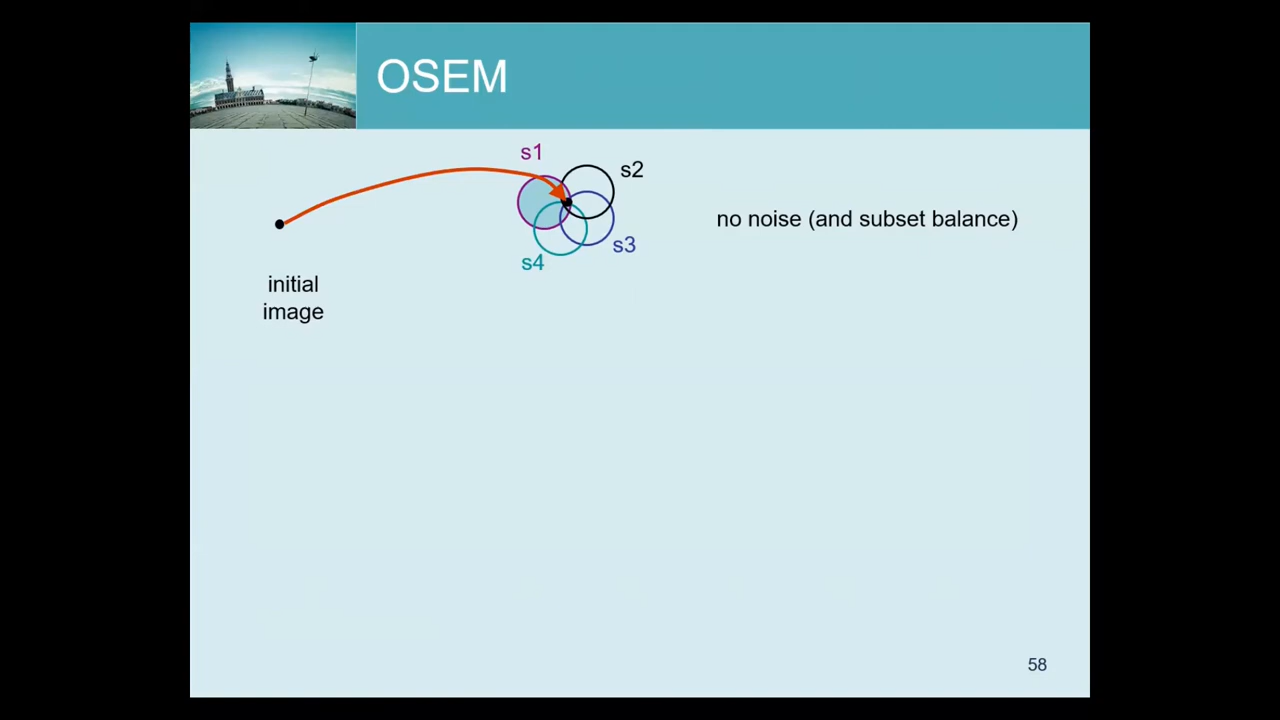 OSEM
s1
s2
no noise (and subset balance)
s3
s4
initial
image
58